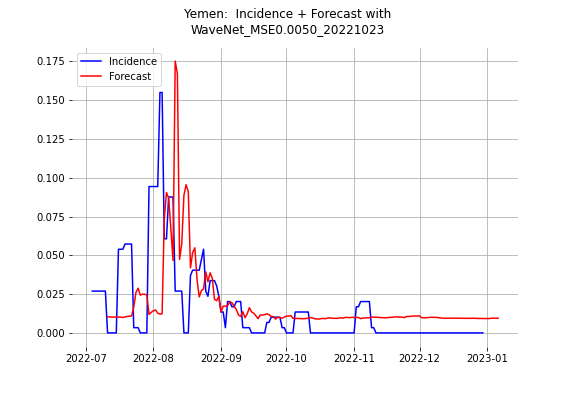 Yemen:  Incidence + Forecast with
WaveNet_MSE0.0050_20221023
Incidence
Forecast
0.175
0.150
0.125
0.100
0.075
0.050
0.025
0.000
2022-07 2022-08 2022-09 2022-10 2022-11 2022-12 2023-01